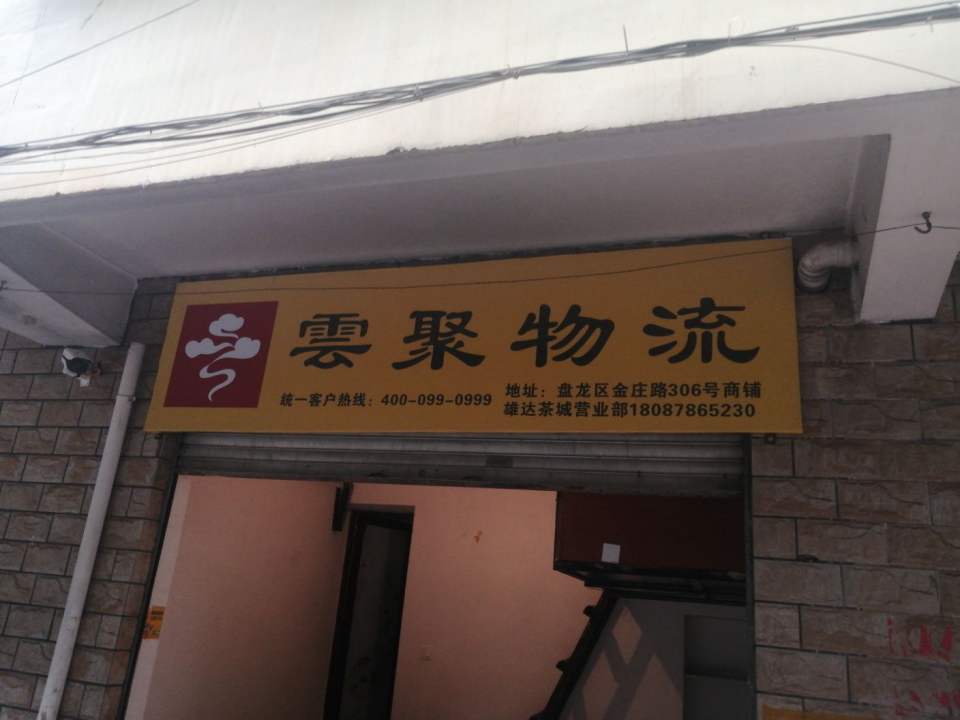 雲聚物流
统一客户热线：400-099-0999
地址：盘龙区金庄路306号商铺
雄达茶城营业部18087865230